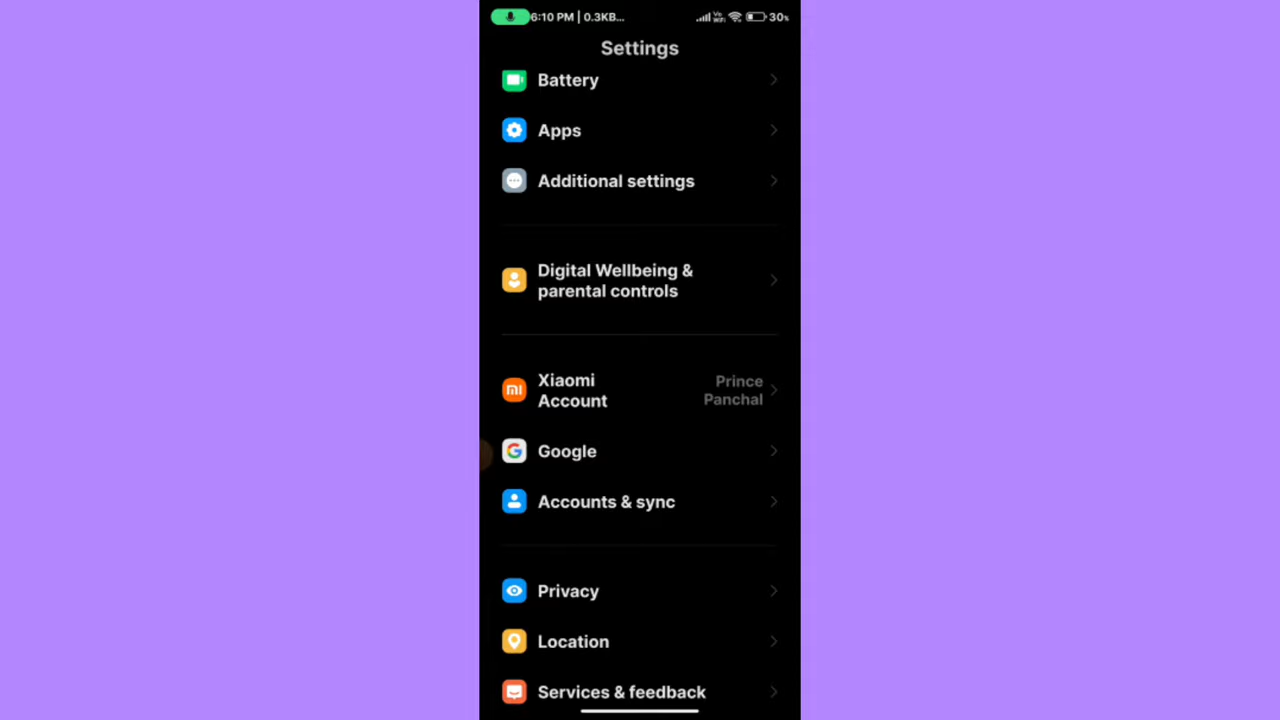 6:10 PM | 0.3KB... 30%
Settings
Battery
Apps
Additional settings
Digital Wellbeing &
parental controls
Xiaomi
Account
Prince
Panchal
Google
Accounts & sync
Privacy
Location
Services & feedback